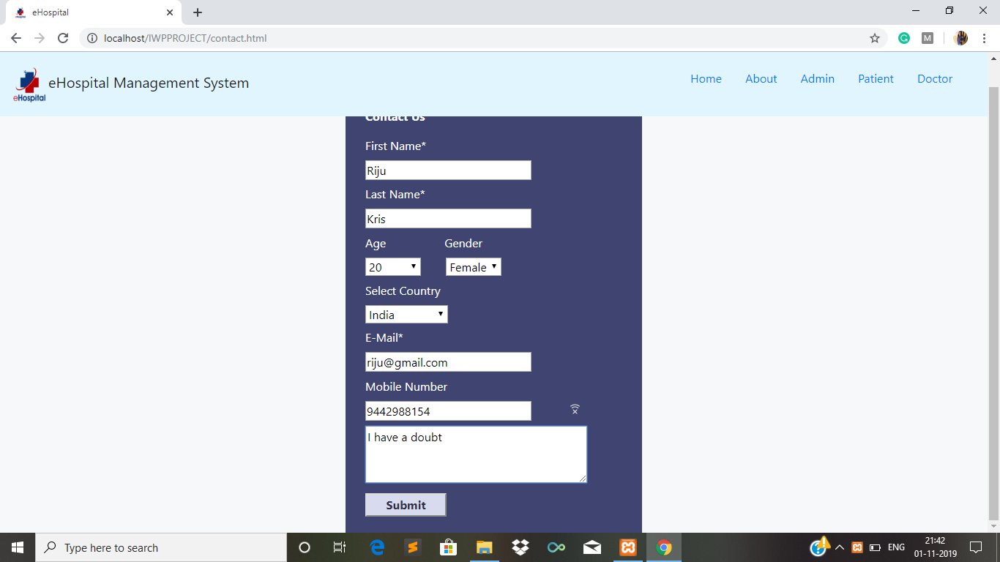 eHospital
localhost/IWPPROJECT/contact.html
M
eHospital
eHospital Management System
Home About Admin Patient Doctor
Contact Us
First Name*
Riju
Last Name*
Kris
Age Gender
20 Female
Select Country
India
E-Mail*
riju@gmail.com
Mobile Number
9442988154
I have a doubt
Submit
Type here to search
ENG
21:42
01-11-2019